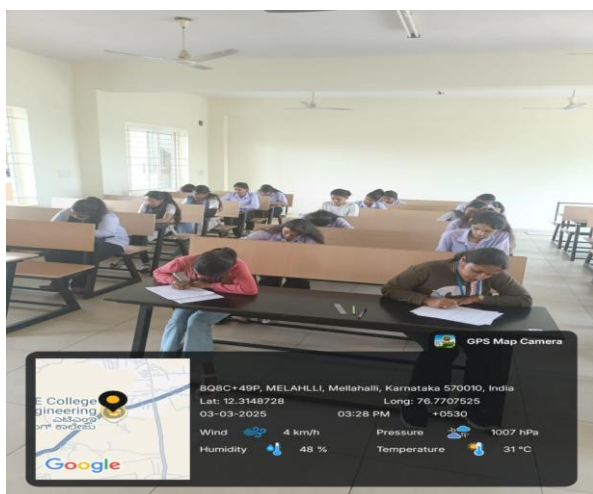 GPS Map Camera
8Q8C+49P, MELAHLLI, Mellahalli, Karnataka 570010, India
Lat: 12.3148728 Long: 76.7707525
03-03-2025 03:28 PM +0530
Wind 4 km/h Pressure 1007 hPa
Humidity 48 % Temperature 31 °C
E College
gineering
ಎಟಿಎಂಇ
ಂಗ್ ಕಾಲೇಜು
Google